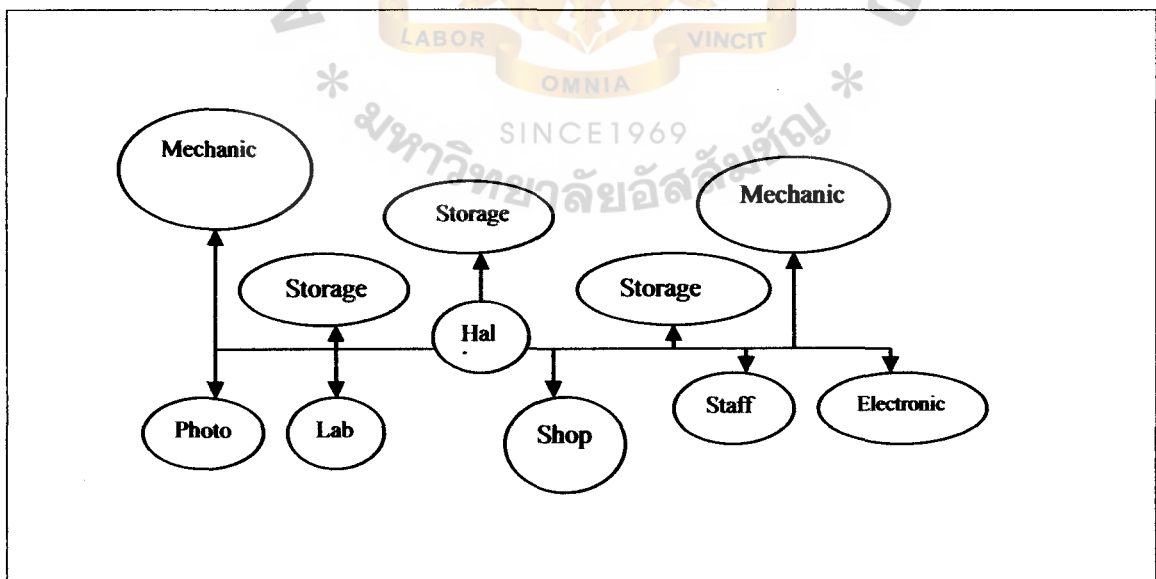 LABOR
VINCIT
OMNIA
SINCE1969
มหาวิทยาลัยอัสสัมชัญ
Mechanic
Mechanic
Storage
Storage
Storage
Hal
Photo
Lab
Shop
Staff
Electronic